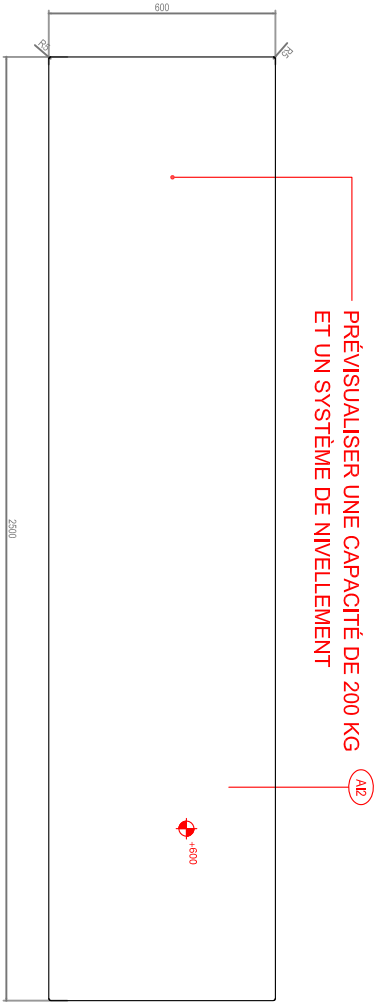 600
R5
R5
PRÉVISUALISER UNE CAPACITÉ DE 200 KG
ET UN SYSTÈME DE NIVELLEMENT
AI2
+600
2500